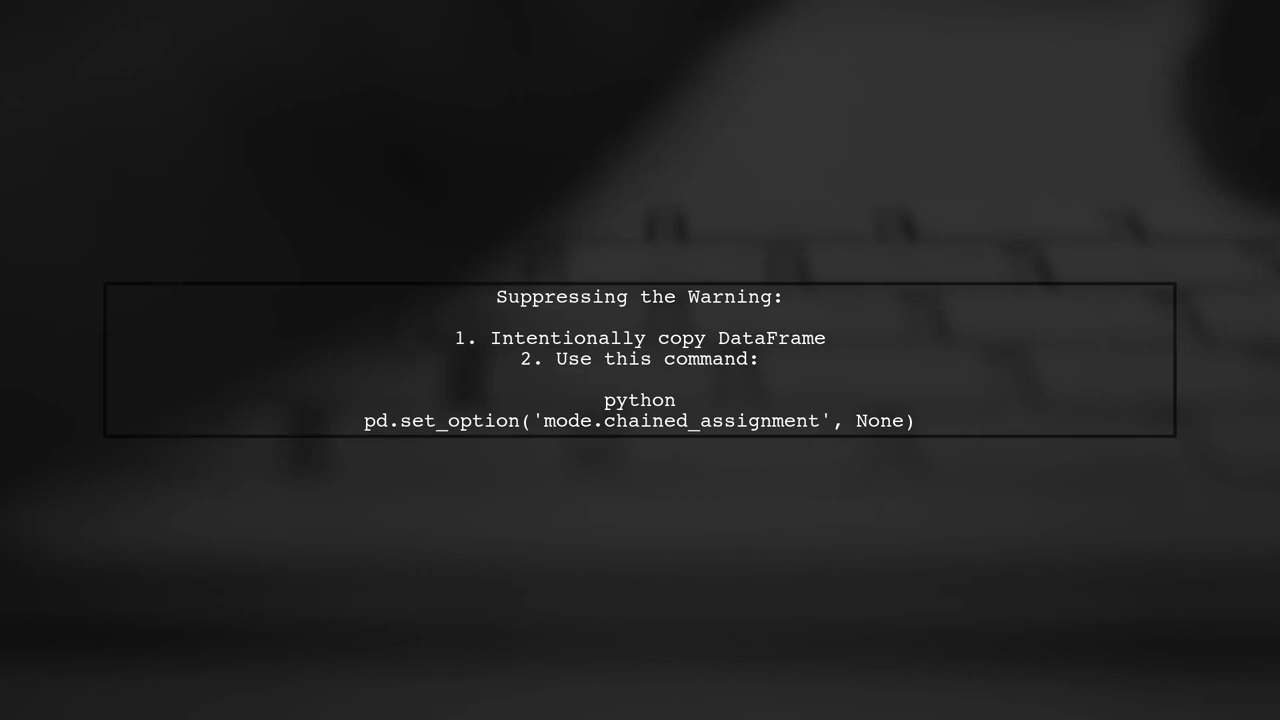 Suppressing the Warning:
1. Intentionally copy DataFrame
2. Use this command:
python
pd.set_option('mode.chained_assignment', None)